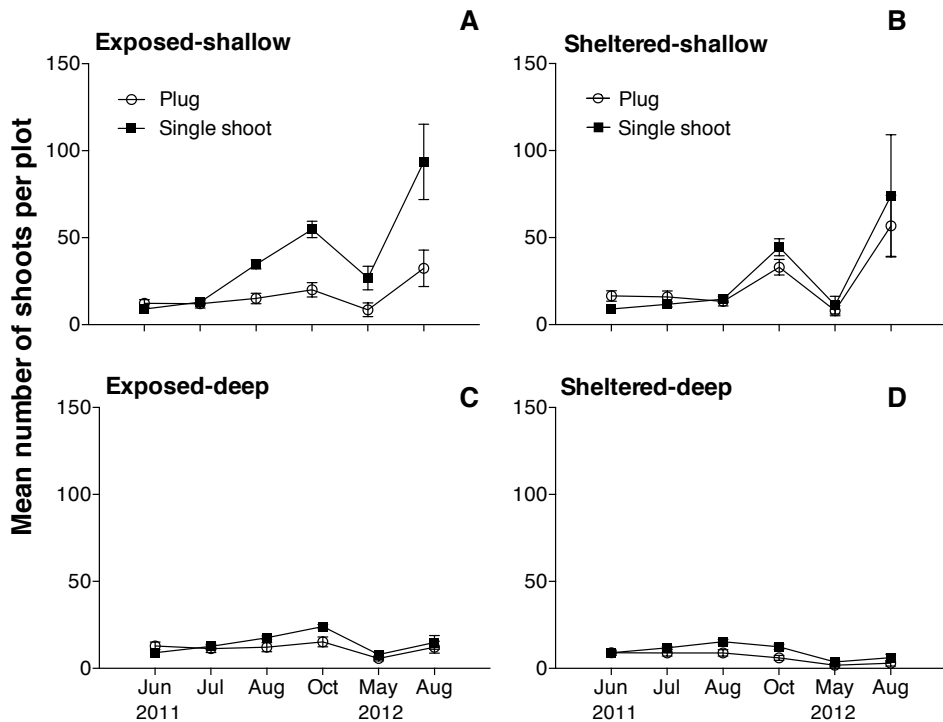 Mean number of shoots per plot
A
Exposed-shallow
150
100
50
0
Plug
Single shoot
B
Sheltered-shallow
150
100
50
0
Plug
Single shoot
C
Exposed-deep
150
100
50
0
Jun Jul Aug Oct May Aug
2011 2012
D
Sheltered-deep
150
100
50
0
Jun Jul Aug Oct May Aug
2011 2012